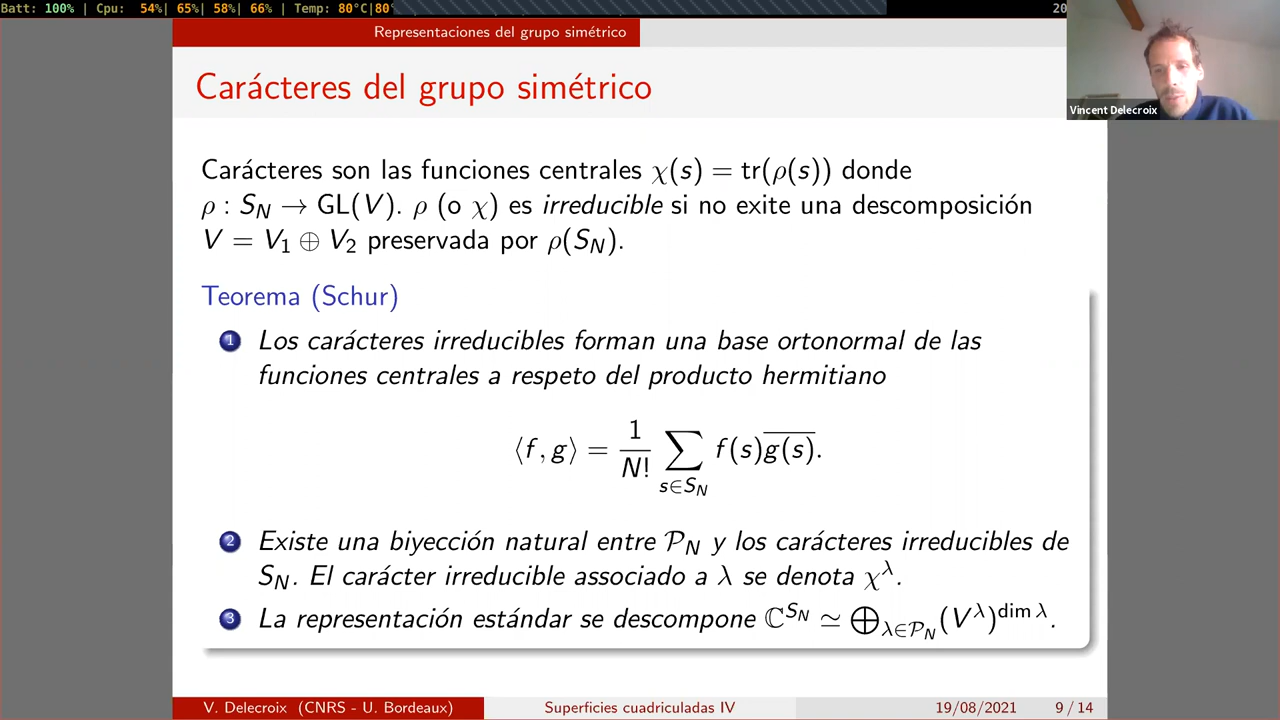 Batt: 100% | Cpu: 54%| 65%| 58%| 66% | Temp: 80°C|80°
20
Representaciones del grupo simétrico
Vincent Delecroix
Carácteres del grupo simétrico
Carácteres son las funciones centrales χ(s) = tr(ρ(s)) donde
ρ : S_N → GL(V). ρ (o χ) es irreducible si no exite una descomposición
V = V₁ ⊕ V₂ preservada por ρ(S_N).
Teorema (Schur)
1 Los carácteres irreducibles forman una base ortonormal de las
funciones centrales a respeto del producto hermitiano
⟨f, g⟩ = \frac{1}{N!} \sum_{s∈S_N} f(s)\overline{g(s)}.
2 Existe una biyección natural entre 𝒫_N y los carácteres irreducibles de
S_N. El carácter irreducible associado a λ se denota χ^λ.
3 La representación estándar se descompone ℂ^{S_N} ≃ ⊕_{λ∈𝒫_N} (V^λ)^{dim λ}.
V. Delecroix (CNRS - U. Bordeaux) Superficies cuadriculadas IV 19/08/2021 9 / 14